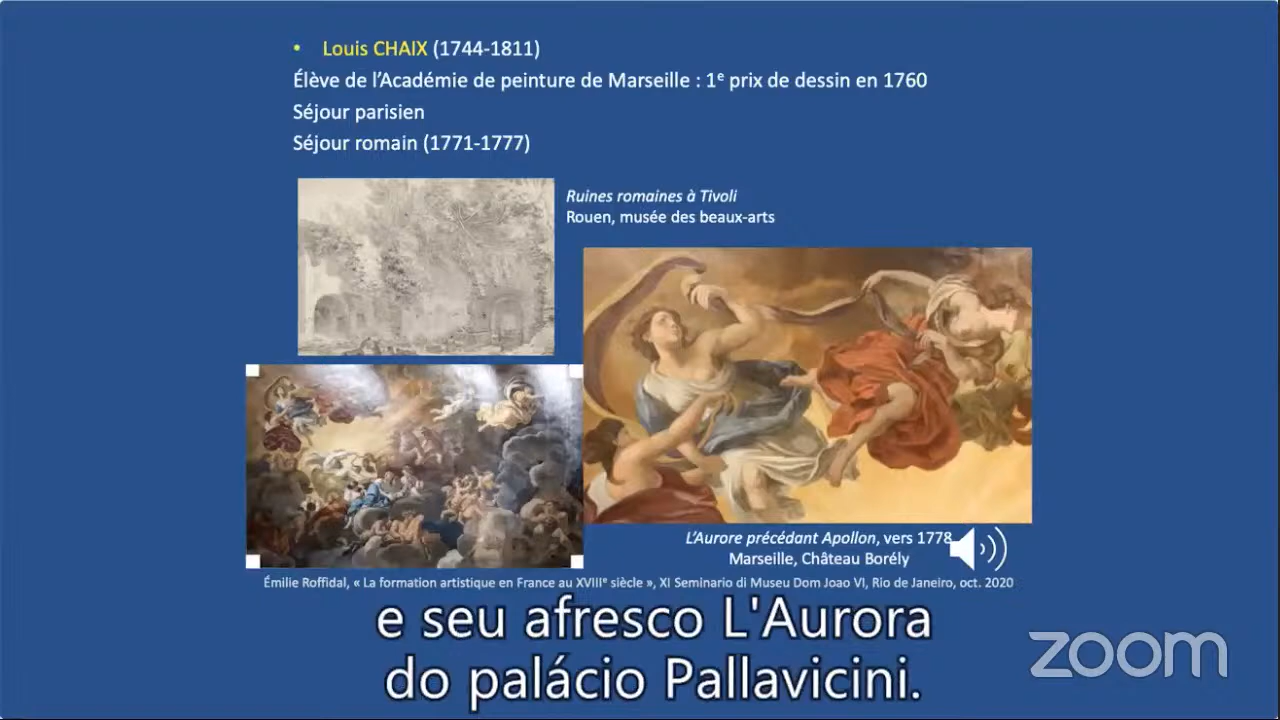 • Louis CHAIX (1744-1811)
Élève de l'Académie de peinture de Marseille : 1e prix de dessin en 1760
Séjour parisien
Séjour romain (1771-1777)
Ruines romaines à Tivoli
Rouen, musée des beaux-arts
L'Aurore précédant Apollon, vers 1778
Marseille, Château Borély
Émilie Roffidal, « La formation artistique en France au XVIIIe siècle », XI Seminario di Museu Dom Joao VI, Rio de Janeiro, oct. 2020
e seu afresco L'Aurora
do palácio Pallavicini.
zoom